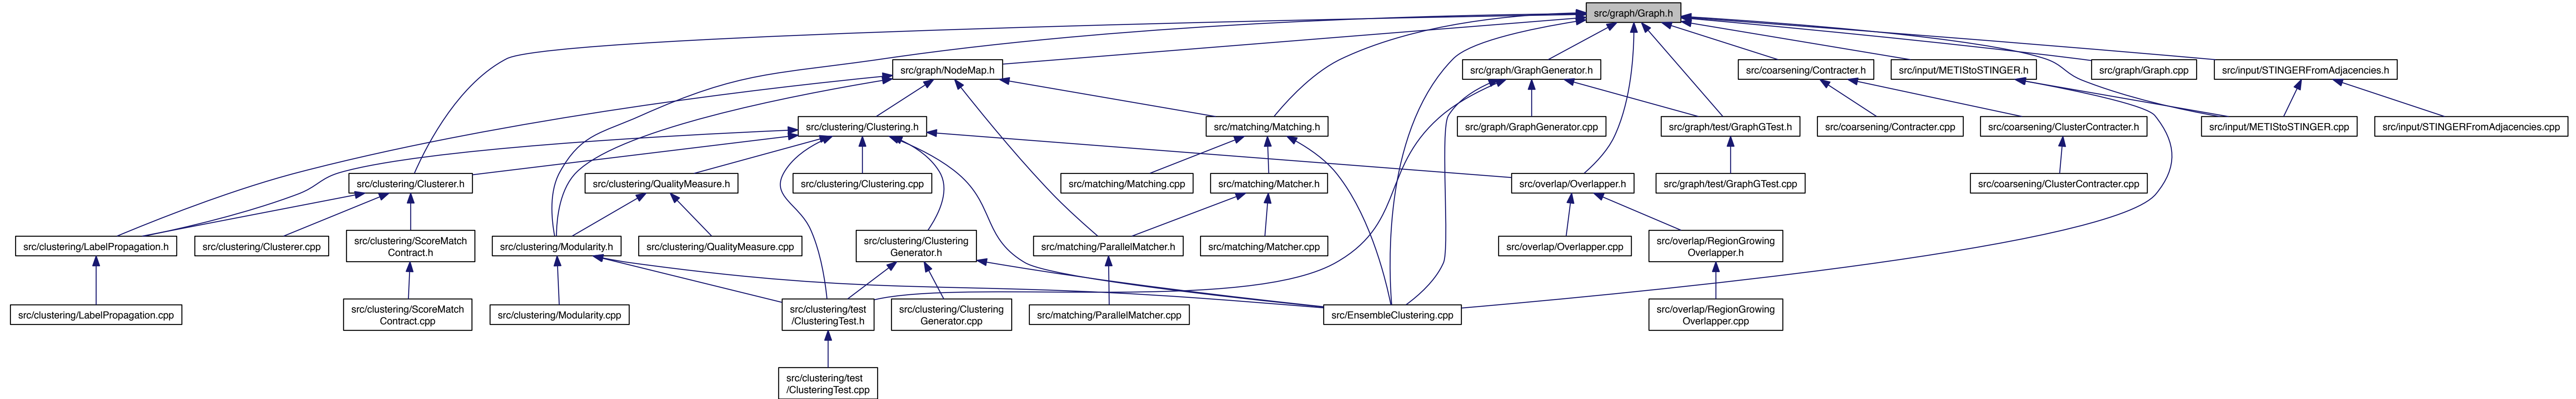 src/graph/Graph.h
src/graph/NodeMap.h
src/graph/GraphGenerator.h
src/coarsening/Contracter.h
src/input/METIStoSTINGER.h
src/graph/Graph.cpp
src/input/STINGERFromAdjacencies.h
src/clustering/Clustering.h
src/matching/Matching.h
src/graph/GraphGenerator.cpp
src/graph/test/GraphGTest.h
src/coarsening/Contracter.cpp
src/coarsening/ClusterContracter.h
src/input/METIStoSTINGER.cpp
src/input/STINGERFromAdjacencies.cpp
src/clustering/Clusterer.h
src/clustering/QualityMeasure.h
src/clustering/Clustering.cpp
src/matching/Matching.cpp
src/matching/Matcher.h
src/overlap/Overlapper.h
src/graph/test/GraphGTest.cpp
src/coarsening/ClusterContracter.cpp
src/clustering/LabelPropagation.h
src/clustering/Clusterer.cpp
src/clustering/ScoreMatch
Contract.h
src/clustering/Modularity.h
src/clustering/QualityMeasure.cpp
src/clustering/Clustering
Generator.h
src/matching/ParallelMatcher.h
src/matching/Matcher.cpp
src/overlap/Overlapper.cpp
src/overlap/RegionGrowing
Overlapper.h
src/clustering/LabelPropagation.cpp
src/clustering/ScoreMatch
Contract.cpp
src/clustering/Modularity.cpp
src/clustering/test
/ClusteringTest.h
src/clustering/Clustering
Generator.cpp
src/matching/ParallelMatcher.cpp
src/EnsembleClustering.cpp
src/overlap/RegionGrowing
Overlapper.cpp
src/clustering/test
/ClusteringTest.cpp